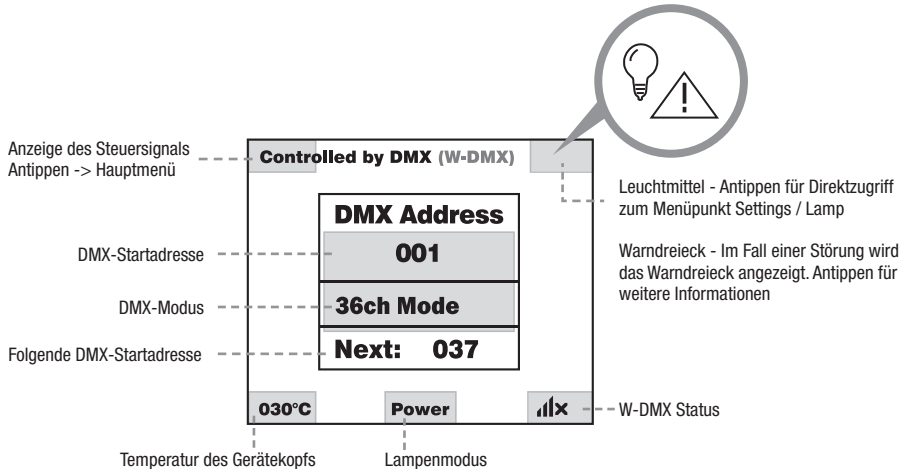 Anzeige des Steuersignals
Antippen -> Hauptmenü
Controlled by DMX (W-DMX)
Leuchtmittel - Antippen für Direktzugriff
zum Menüpunkt Settings / Lamp
Warndreieck - Im Fall einer Störung wird
das Warndreieck angezeigt. Antippen für
weitere Informationen
DMX Address
DMX-Startadresse
001
DMX-Modus
36ch Mode
Folgende DMX-Startadresse
Next: 037
030°C
Power
x
W-DMX Status
Temperatur des Gerätekopfs
Lampenmodus